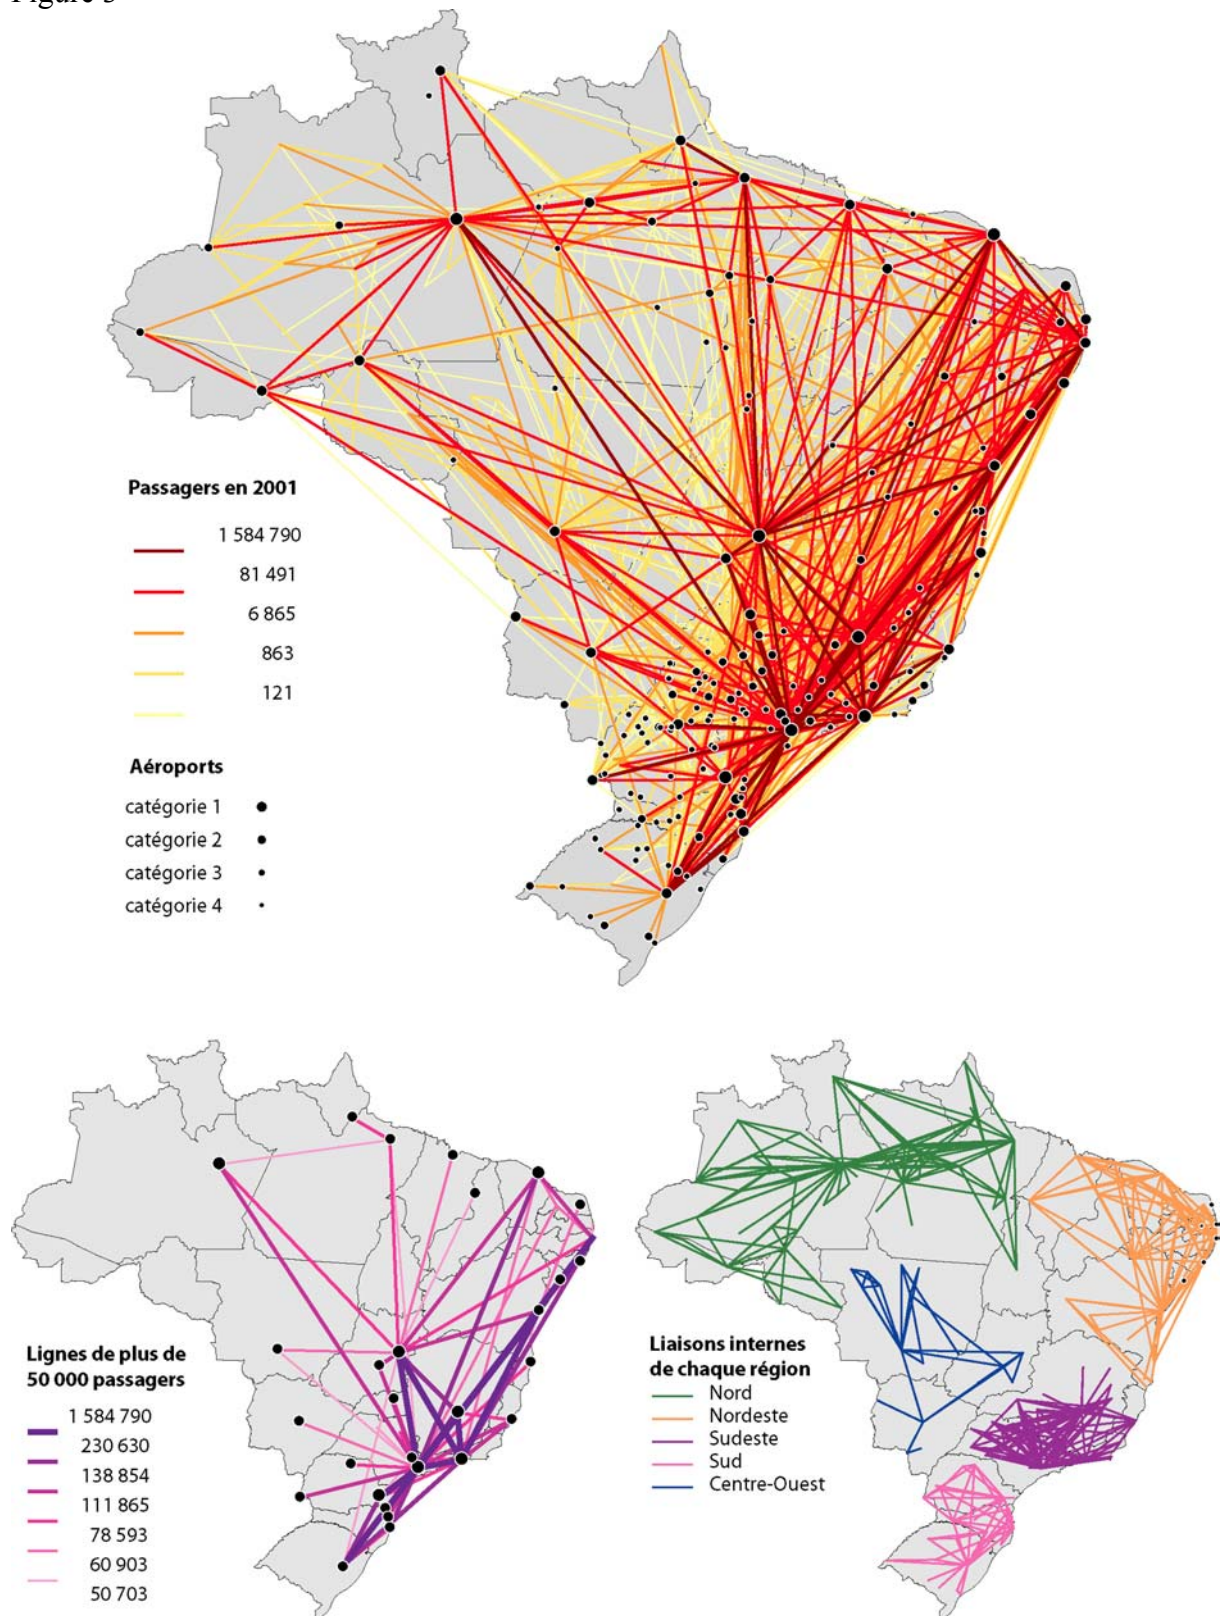 Passagers en 2001
1 584 790
81 491
6 865
863
121
Aéroports
catégorie 1
catégorie 2
catégorie 3
catégorie 4
Lignes de plus de
50 000 passagers
1 584 790
230 630
138 854
111 865
78 593
60 903
50 703
Liaisons internes
de chaque région
Nord
Nordeste
Sudeste
Sud
Centre-Ouest